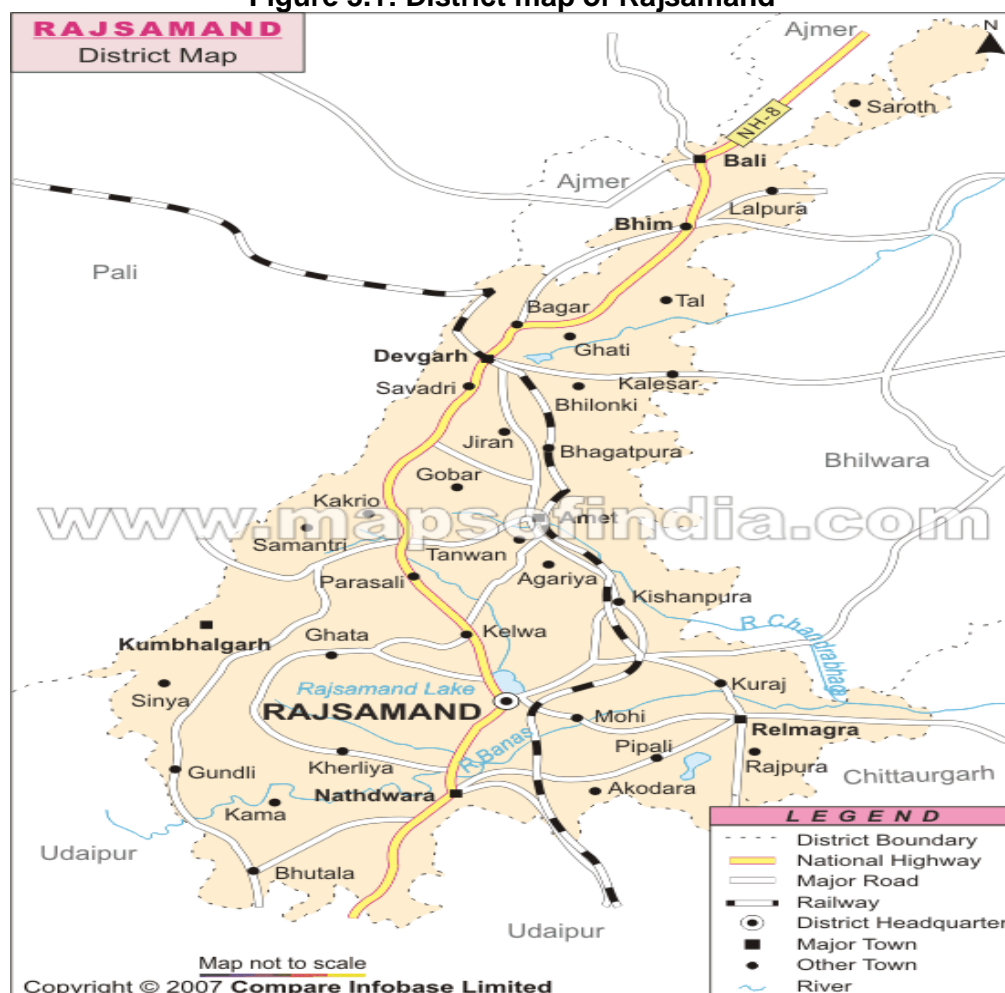 Figure 3.1: District map of Rajsamand
RAJSAMAND
District Map
Ajmer
N
Saroth
NH-8
Bali
Ajmer
Lalpura
Bhim
Pali
Tal
Bagar
Ghati
Devgarh
Savadri
Kalesar
Bhilonki
Jiran
Bhagatpura
Bhilwara
Gobar
Kakrio
www.mapsofindia.com
Amet
Samantri
Tanwan
Parasali
Agariya
Kishanpura
R. Chandrabhaga
Ghata
Kelwa
Kumbhalgarh
Sinya
Rajsamand Lake
Kuraj
RAJSAMAND
Mohi
Relmagra
R.Banas
Pipali
Rajpura
Gundli
Kherliya
Chittaurgarh
Nathdwara
Akodara
Kama
Udaipur
Bhutala
Udaipur
LEGEND
District Boundary
National Highway
Major Road
Railway
District Headquarter
Major Town
Other Town
River
Map not to scale
Copyright © 2007 Compare Infobase Limited